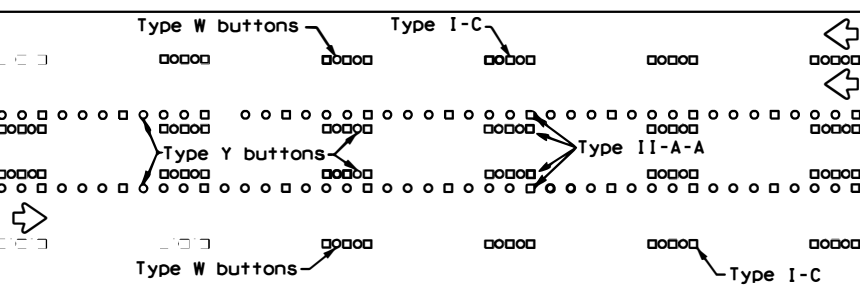 Type W buttons
Type I-C
Type Y buttons
Type II-A-A
Type W buttons
Type I-C